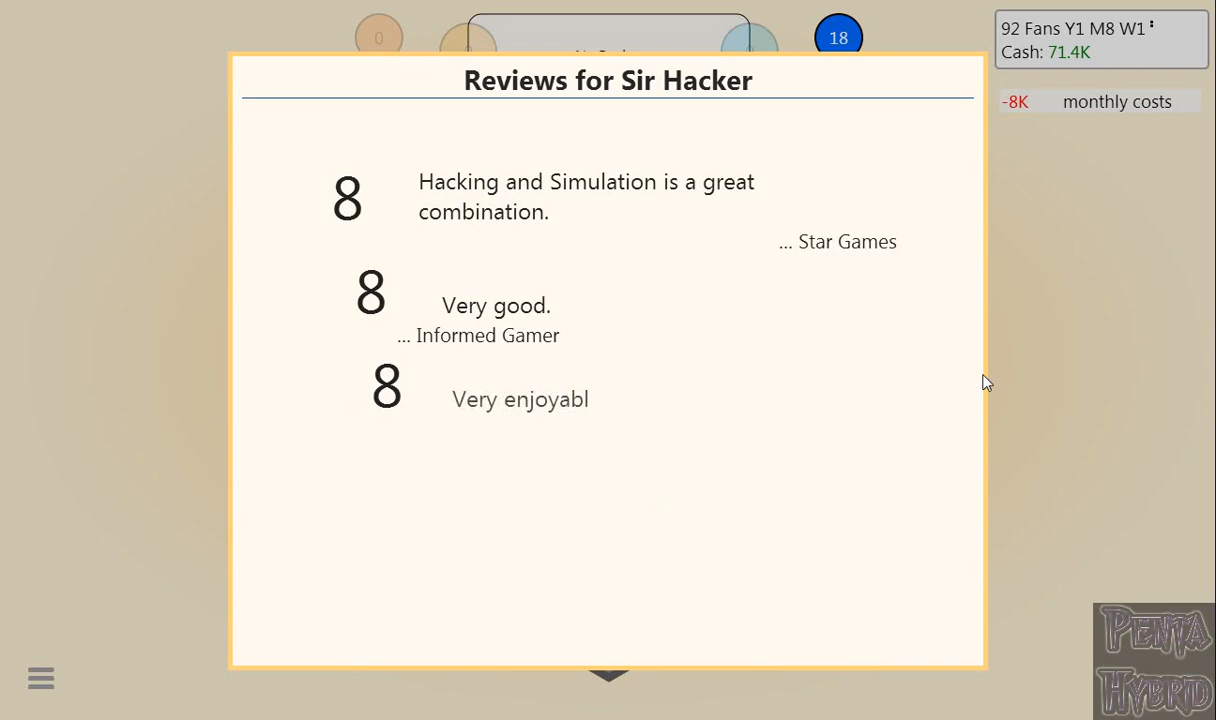 0
18
92 Fans Y1 M8 W1
Cash: 71.4K
-8K monthly costs
Reviews for Sir Hacker
8
Hacking and Simulation is a great
combination.
... Star Games
8
Very good.
... Informed Gamer
8
Very enjoyabl
PENTA
HYBRID